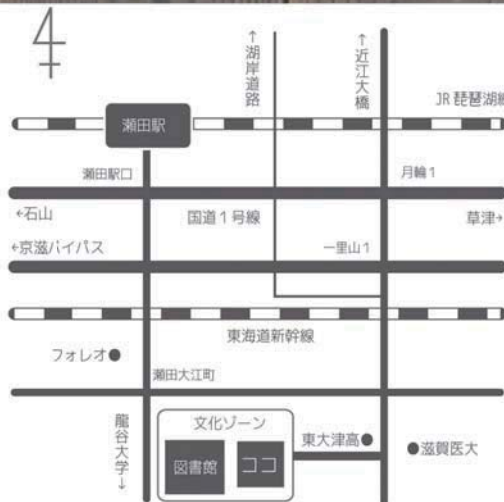 ↑湖岸道路
↑近江大橋
JR琵琶湖線
瀬田駅
瀬田駅口
月輪1
←石山
国道1号線
草津→
←京滋バイパス
一里山1
東海道新幹線
フォレオ●
瀬田大江町
龍谷大学↓
文化ゾーン
図書館
ココ
東大津高●
●滋賀医大